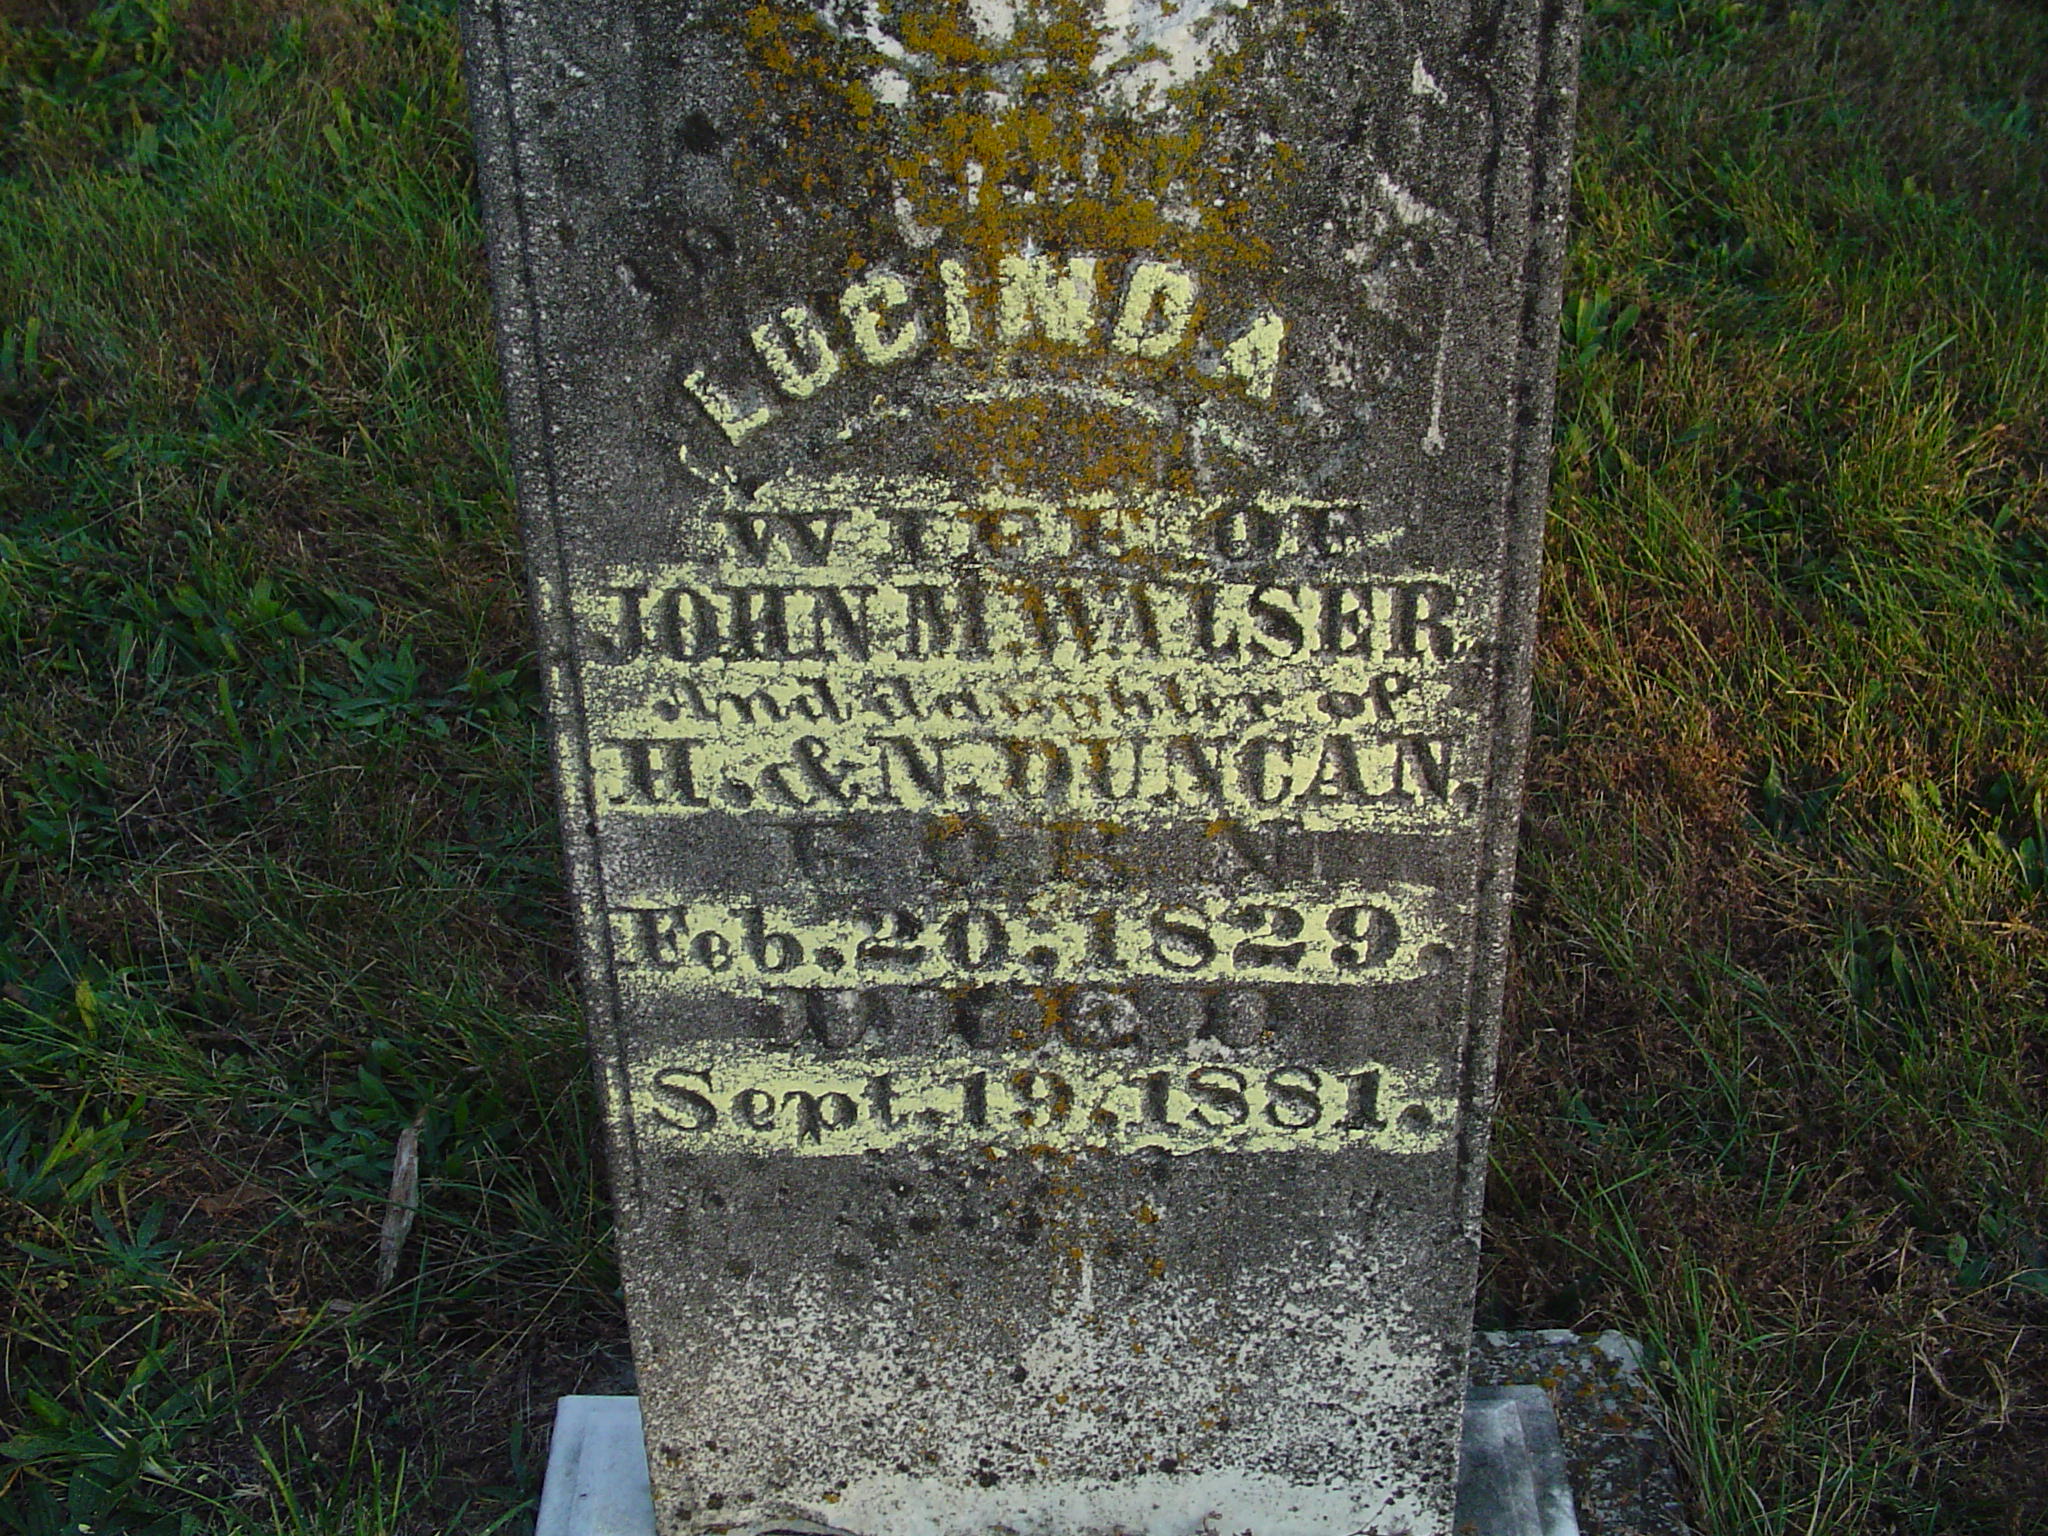 LUCINDA
WIFE OF
JOHN M. WALSER,
And daughter of
H. & N. DUNCAN,
BORN
Feb. 20, 1829.
DIED
Sept. 19, 1881.